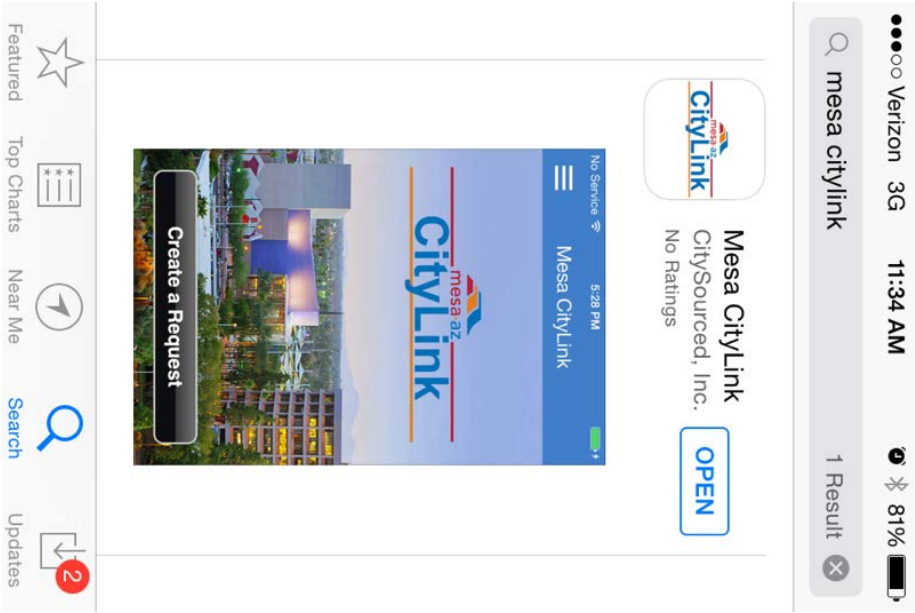 Verizon 3G 11:34 AM 81%
mesa citylink 1 Result
mesa·az
CityLink
Mesa CityLink
CitySourced, Inc.
No Ratings
OPEN
No Service 5:28 PM
Mesa CityLink
mesa·az
CityLink
Create a Request
Featured Top Charts Near Me Search Updates
2